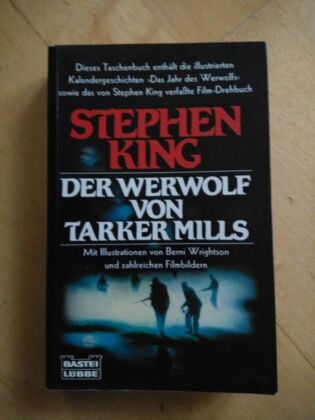 Dieses Taschenbuch enthält die illustrierten
Kalendergeschichten ›Das Jahr des Werwolfs‹
sowie das von Stephen King verfaßte Film-Drehbuch
STEPHEN
KING
DER WERWOLF
VON
TARKER MILLS
Mit Illustrationen von Berni Wrightson
und zahlreichen Filmbildern
BASTEI
LÜBBE